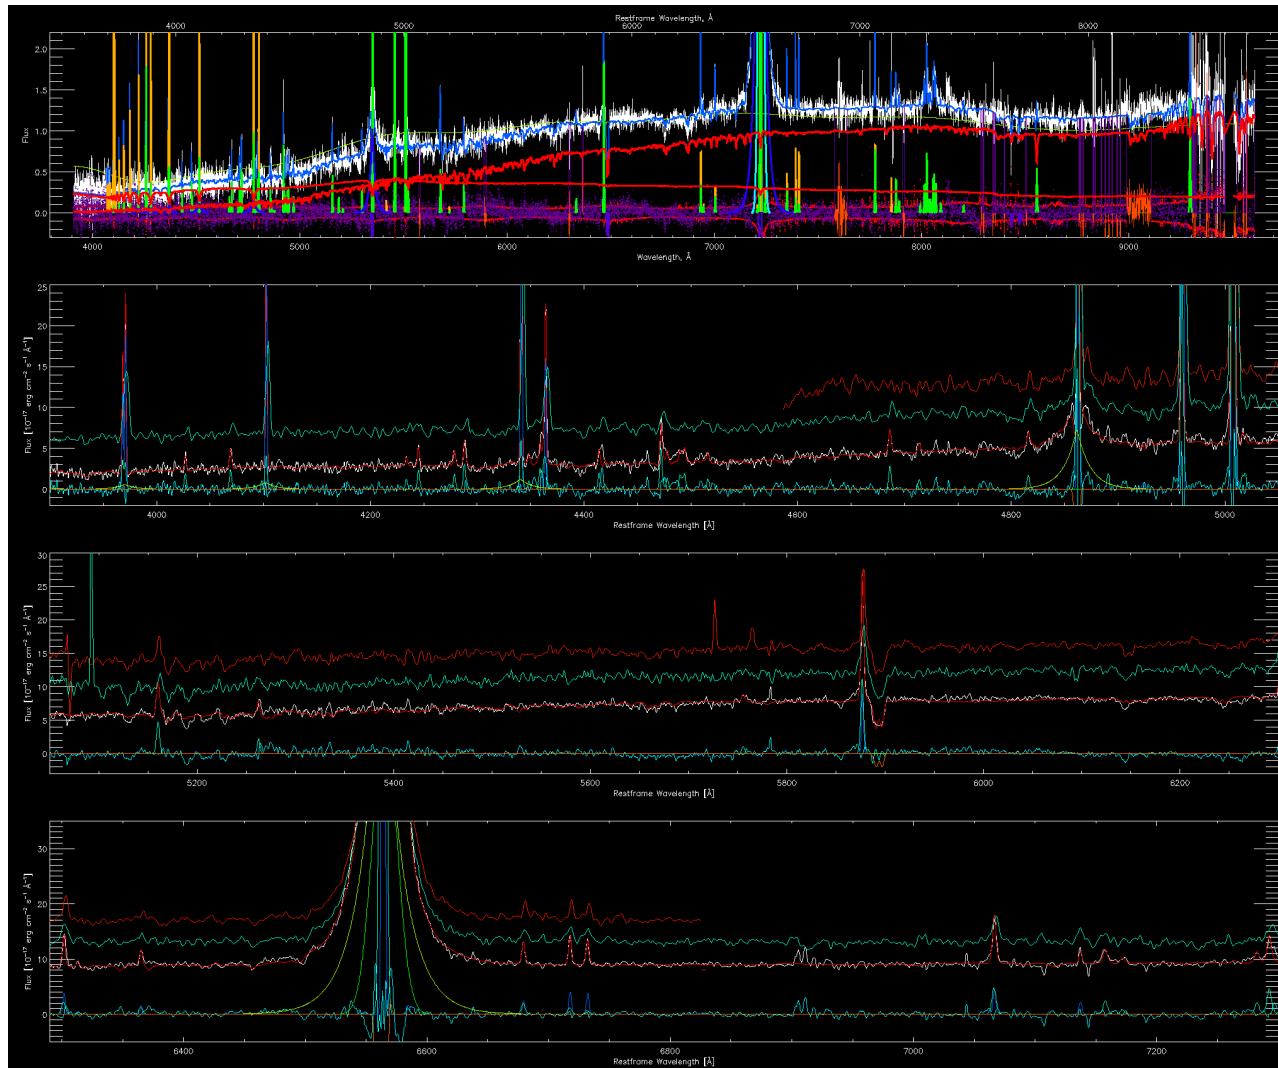 Restframe Wavelength, Å
4000 5000 6000 7000 8000
2.0
1.5
1.0
0.5
0.0
Flux
4000 5000 6000 7000 8000 9000
Wavelength, Å
25
20
15
10
5
0
Flux [10⁻¹⁷ erg cm⁻² s⁻¹ Å⁻¹]
4000 4200 4400 4600 4800 5000
Restframe Wavelength [Å]
30
25
20
15
10
5
0
Flux [10⁻¹⁷ erg cm⁻² s⁻¹ Å⁻¹]
5200 5400 5600 5800 6000 6200
Restframe Wavelength [Å]
30
20
10
0
Flux [10⁻¹⁷ erg cm⁻² s⁻¹ Å⁻¹]
6400 6600 6800 7000 7200
Restframe Wavelength [Å]